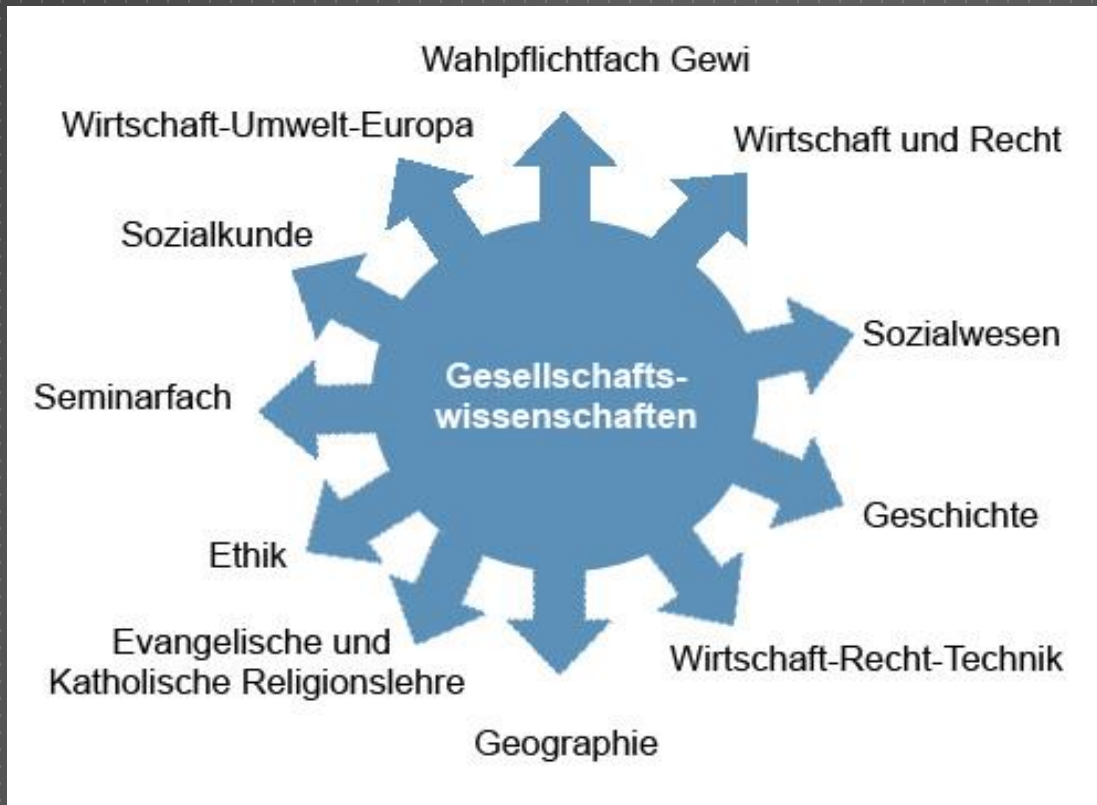 Wahlpflichtfach Gewi
Wirtschaft-Umwelt-Europa
Wirtschaft und Recht
Sozialkunde
Sozialwesen
Gesellschafts-
wissenschaften
Seminarfach
Geschichte
Ethik
Evangelische und
Katholische Religionslehre
Wirtschaft-Recht-Technik
Geographie